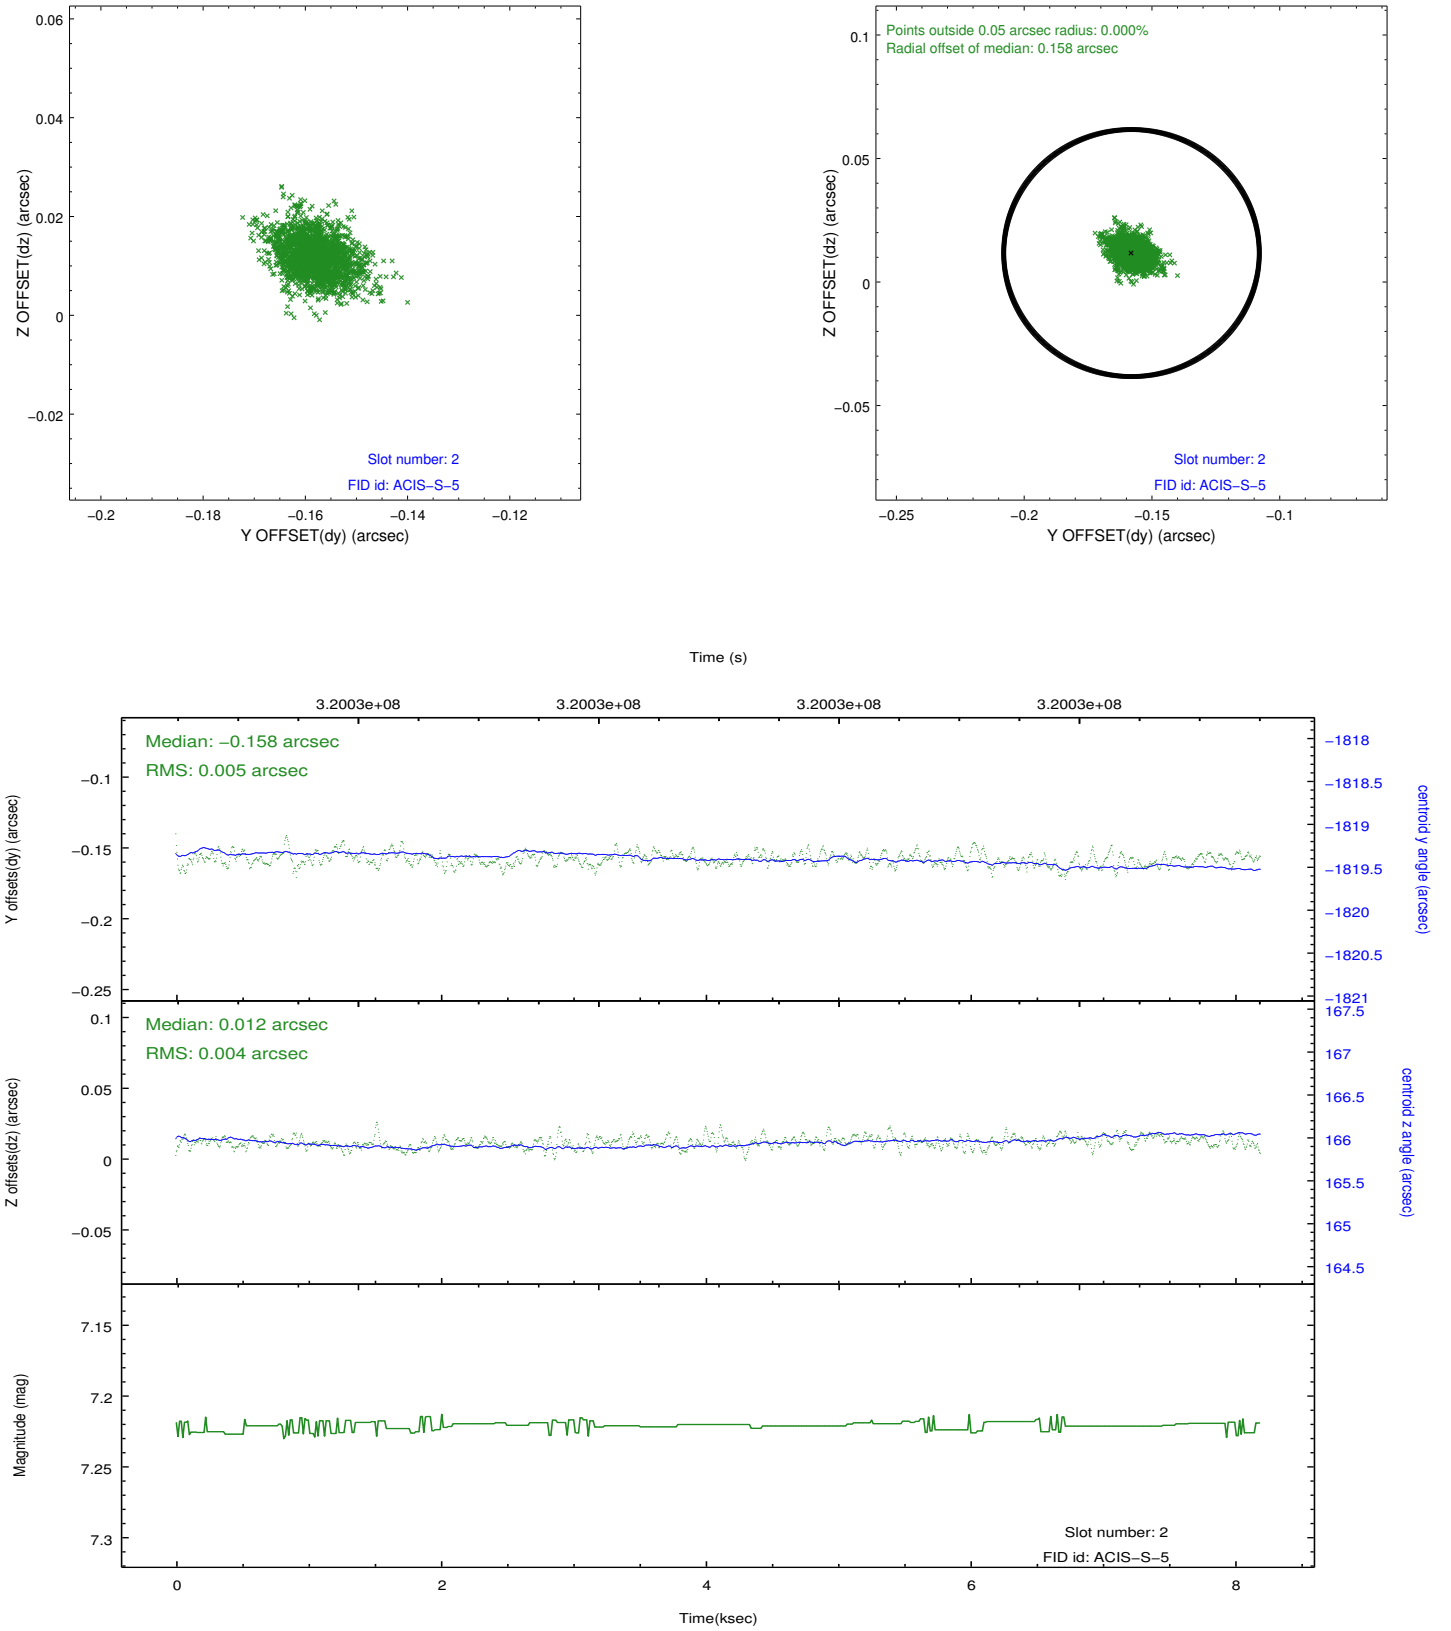 0.06
0.04
0.02
0
−0.02
Z OFFSET(dz) (arcsec)
Slot number: 2
FID id: ACIS−S−5
−0.2
−0.18
−0.16
−0.14
−0.12
Y OFFSET(dy) (arcsec)
Points outside 0.05 arcsec radius: 0.000%
Radial offset of median: 0.158 arcsec
0.1
0.05
0
−0.05
Z OFFSET(dz) (arcsec)
Slot number: 2
FID id: ACIS−S−5
−0.25
−0.2
−0.15
−0.1
Y OFFSET(dy) (arcsec)
Time (s)
3.2003e+08
3.2003e+08
3.2003e+08
3.2003e+08
Median: −0.158 arcsec
RMS: 0.005 arcsec
−0.1
−0.15
−0.2
−0.25
Y offsets(dy) (arcsec)
−1818
−1818.5
−1819
−1819.5
−1820
−1820.5
−1821
centroid y angle (arcsec)
Median: 0.012 arcsec
RMS: 0.004 arcsec
0.1
0.05
0
−0.05
Z offsets(dz) (arcsec)
167.5
167
166.5
166
165.5
165
164.5
centroid z angle (arcsec)
7.15
7.2
7.25
7.3
Magnitude (mag)
Slot number: 2
FID id: ACIS−S−5
0
2
4
6
8
Time(ksec)